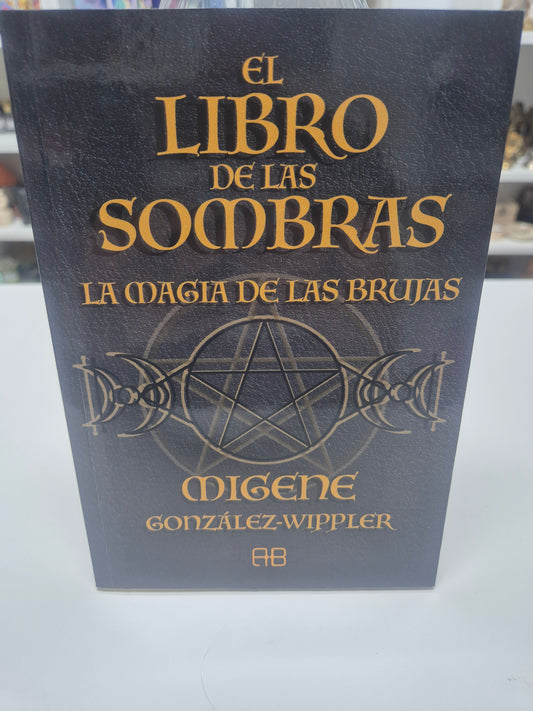 EL
LIBRO
DE LAS
SOMBRAS
LA MAGIA DE LAS BRUJAS
MIGENE
GONZÁLEZ-WIPPLER
AB